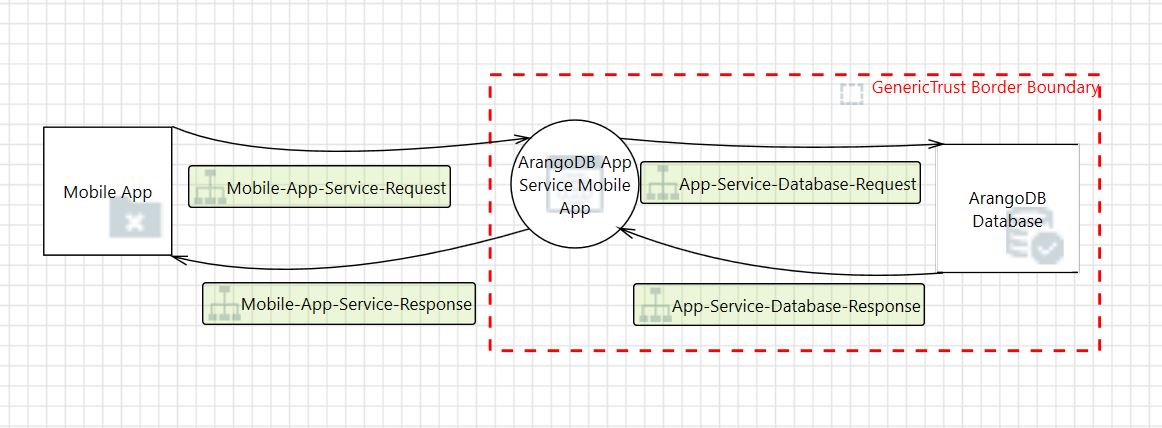 GenericTrust Border Boundary
Mobile App
Mobile-App-Service-Request
ArangoDB App
Service Mobile
App
App-Service-Database-Request
ArangoDB
Database
Mobile-App-Service-Response
App-Service-Database-Response